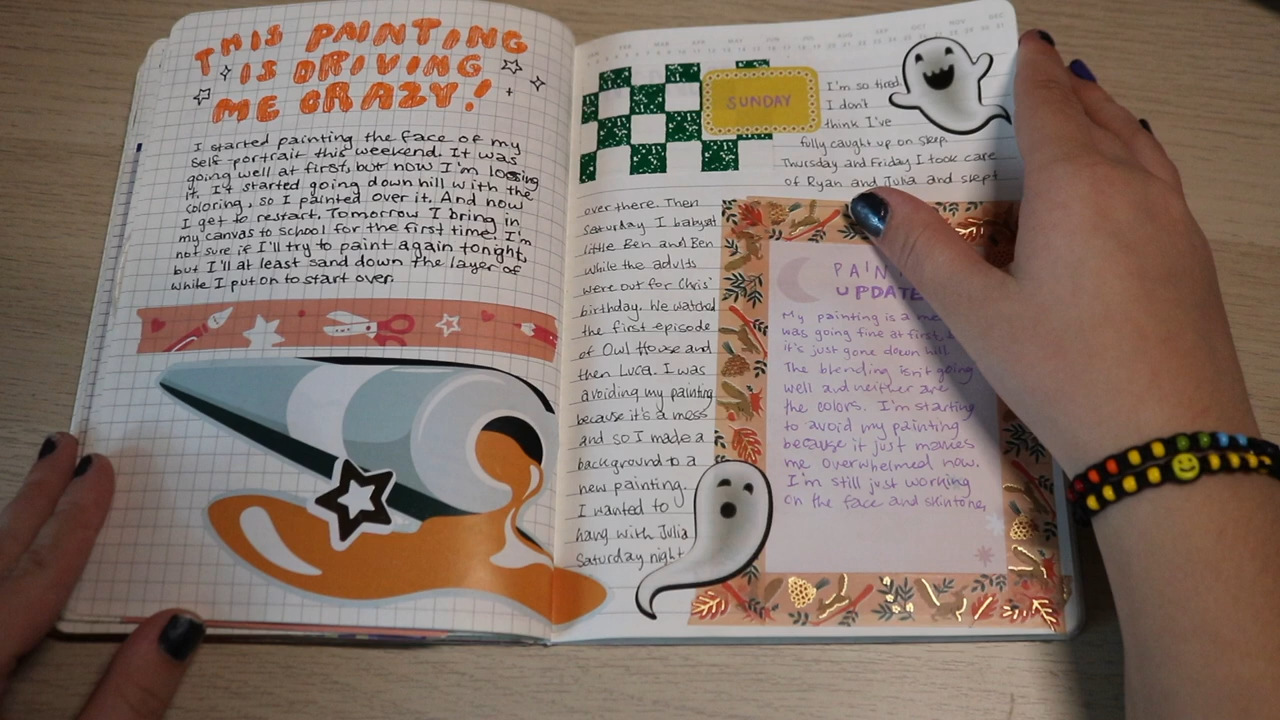 THIS PAINTING
IS DRIVING
ME CRAZY!
I started painting the face of my
self-portrait this weekend. It was
going well at first, but now I'm loosing
it. I started going down hill with the
coloring, so I painted over it. And now
I get to restart. Tomorrow I bring in
my canvas to school for the first time. I'm
not sure if I'll try to paint again tonight,
but I'll at least sand down the layer of
while I put on to start over.
SUNDAY
I'm so tired
I don't
think I've
fully caught up on sleep.
Thursday and Friday I took care
of Ryan and Julia and slept
over there. Then
Saturday I babysat
little Ben and Ben
while the adults
were out for Chris'
birthday. We watched
the first episode
of Owl House and
then Luca. I was
avoiding my painting
because it's a mess
and so I made a
background to a
new painting.
I wanted to
hang with Julia
Saturday night
PAIN
UPDATE
My painting is a
was going fine at first,
it's just gone down hill
The blending isn't going
well and neither are
the colors. I'm starting
to avoid my painting
because it just makes
me overwhelmed now.
I'm still just working
on the face and skintone,